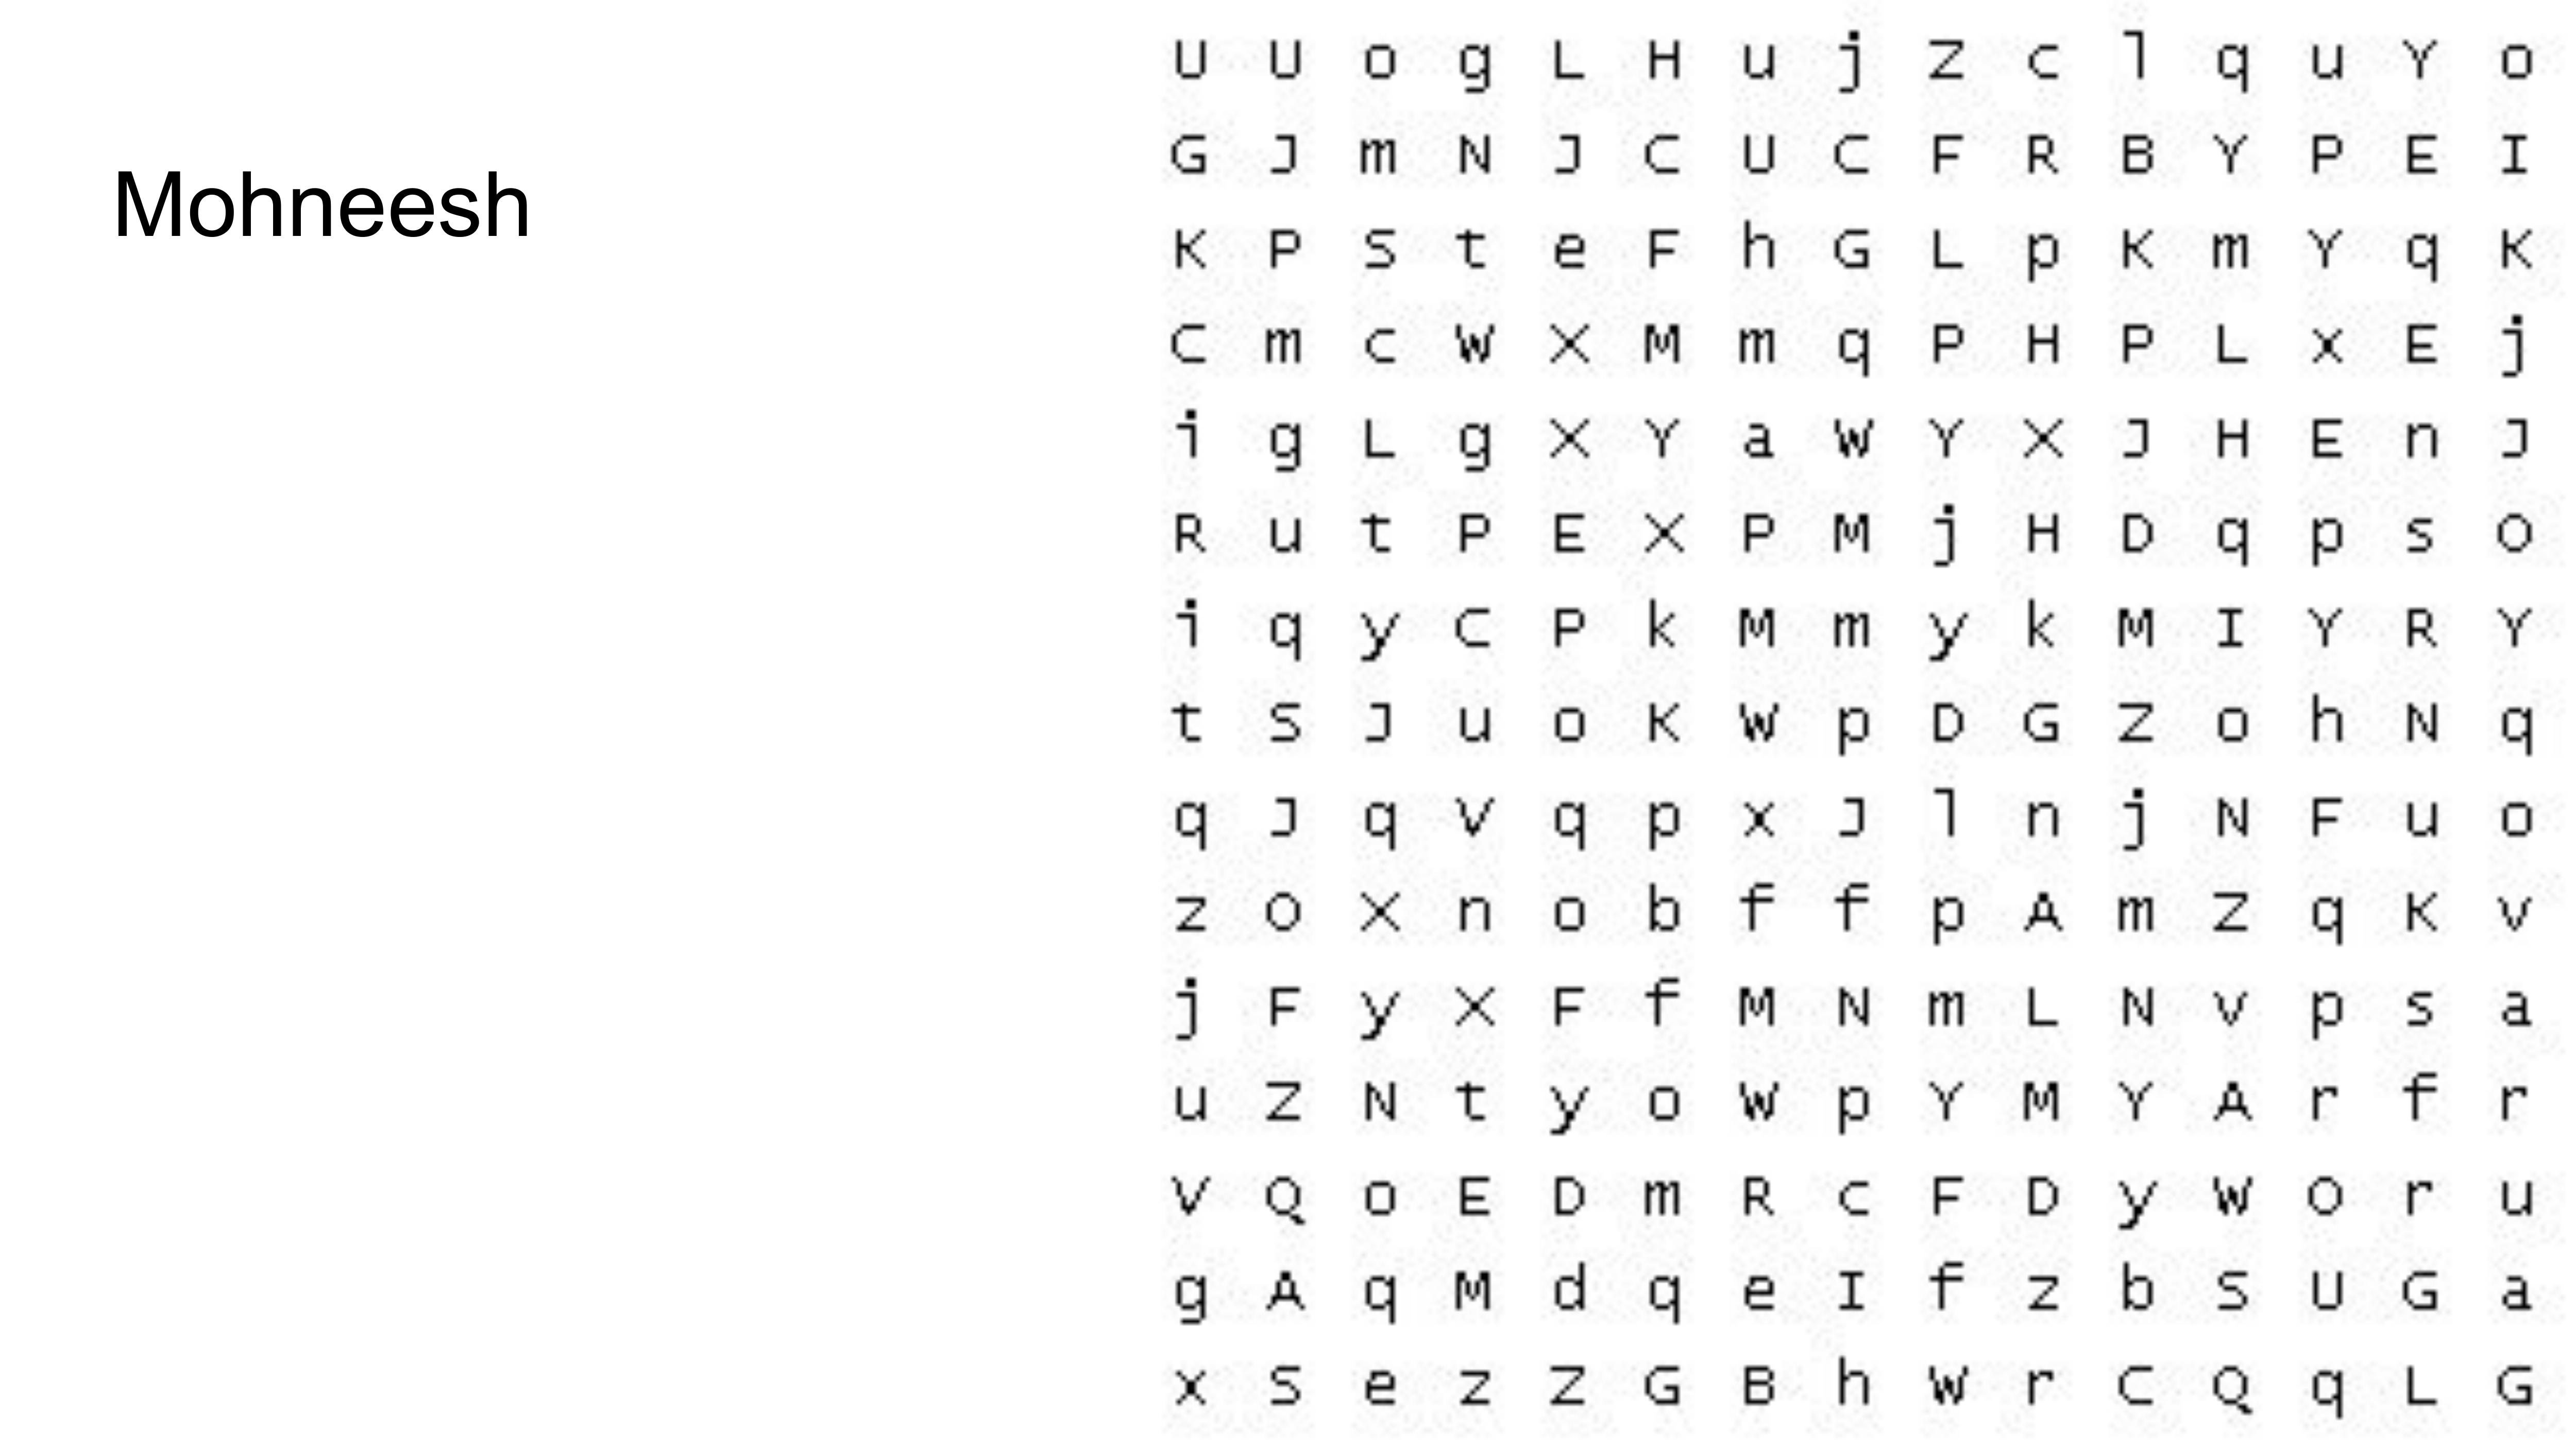 Mohneesh
U U o g L H u j Z c l q u Y o
G J m N J C U C F R B Y P E I
K P S t e F h G L p K m Y q K
C m c W X M m q P H P L x E j
i g L g X Y a W Y X J H E n J
R u t P E X P M j H D q p s O
i q y C P k M m y k M I Y R Y
t S J u o K W p D G Z o h N q
q J q V q p x J l n j N F u o
z O X n o b f f p A m Z q K v
j F y X F f M N m L N v p s a
u Z N t y o W p Y M Y A r f r
V Q o E D m R c F D y W O r u
g A q M d q e I f z b S U G a
x S e z Z G B h W r C Q q L G